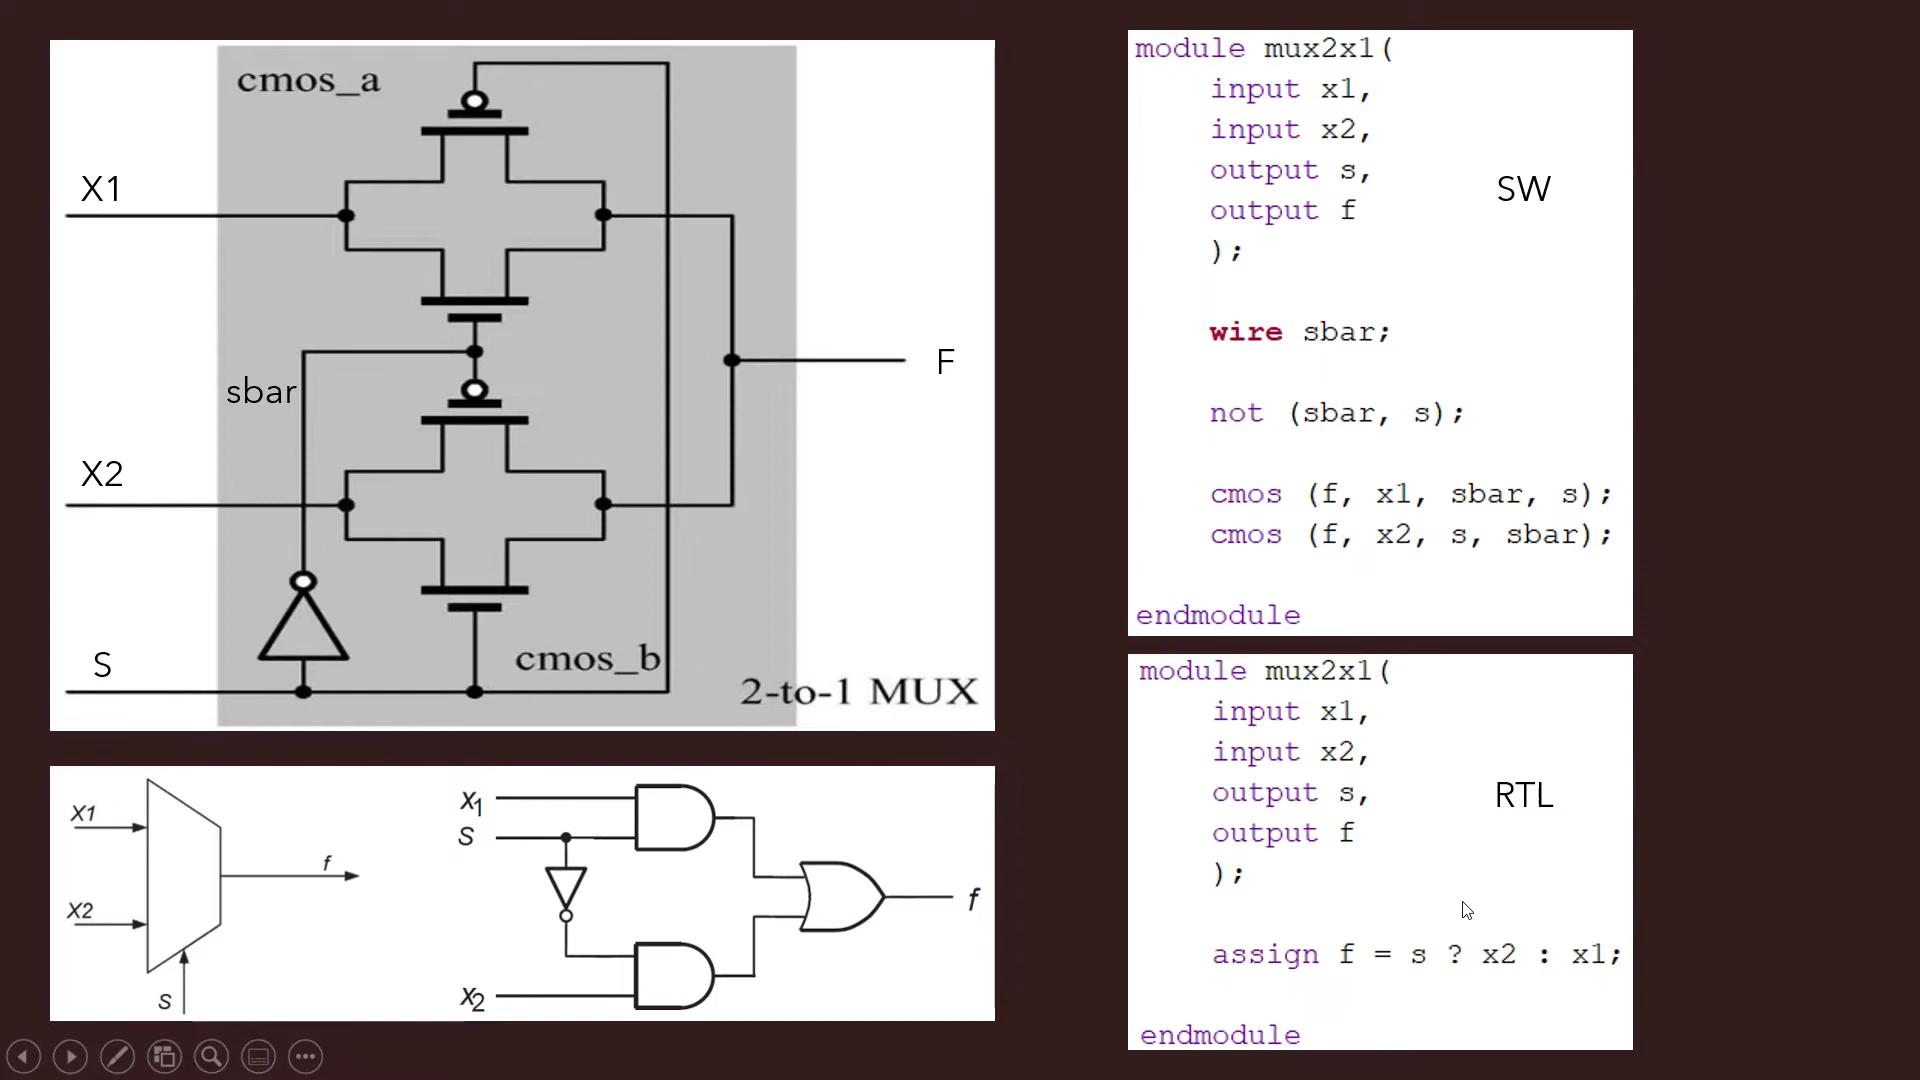 cmos_a
X1
sbar
F
X2
S
cmos_b
2-to-1 MUX
X1
X2
S
f
x1
S
x2
f
module mux2x1(
input x1,
input x2,
output s,
output f
);
SW
wire sbar;
not (sbar, s);
cmos (f, x1, sbar, s);
cmos (f, x2, s, sbar);
endmodule
module mux2x1(
input x1,
input x2,
output s,
output f
);
RTL
assign f = s ? x2 : x1;
endmodule